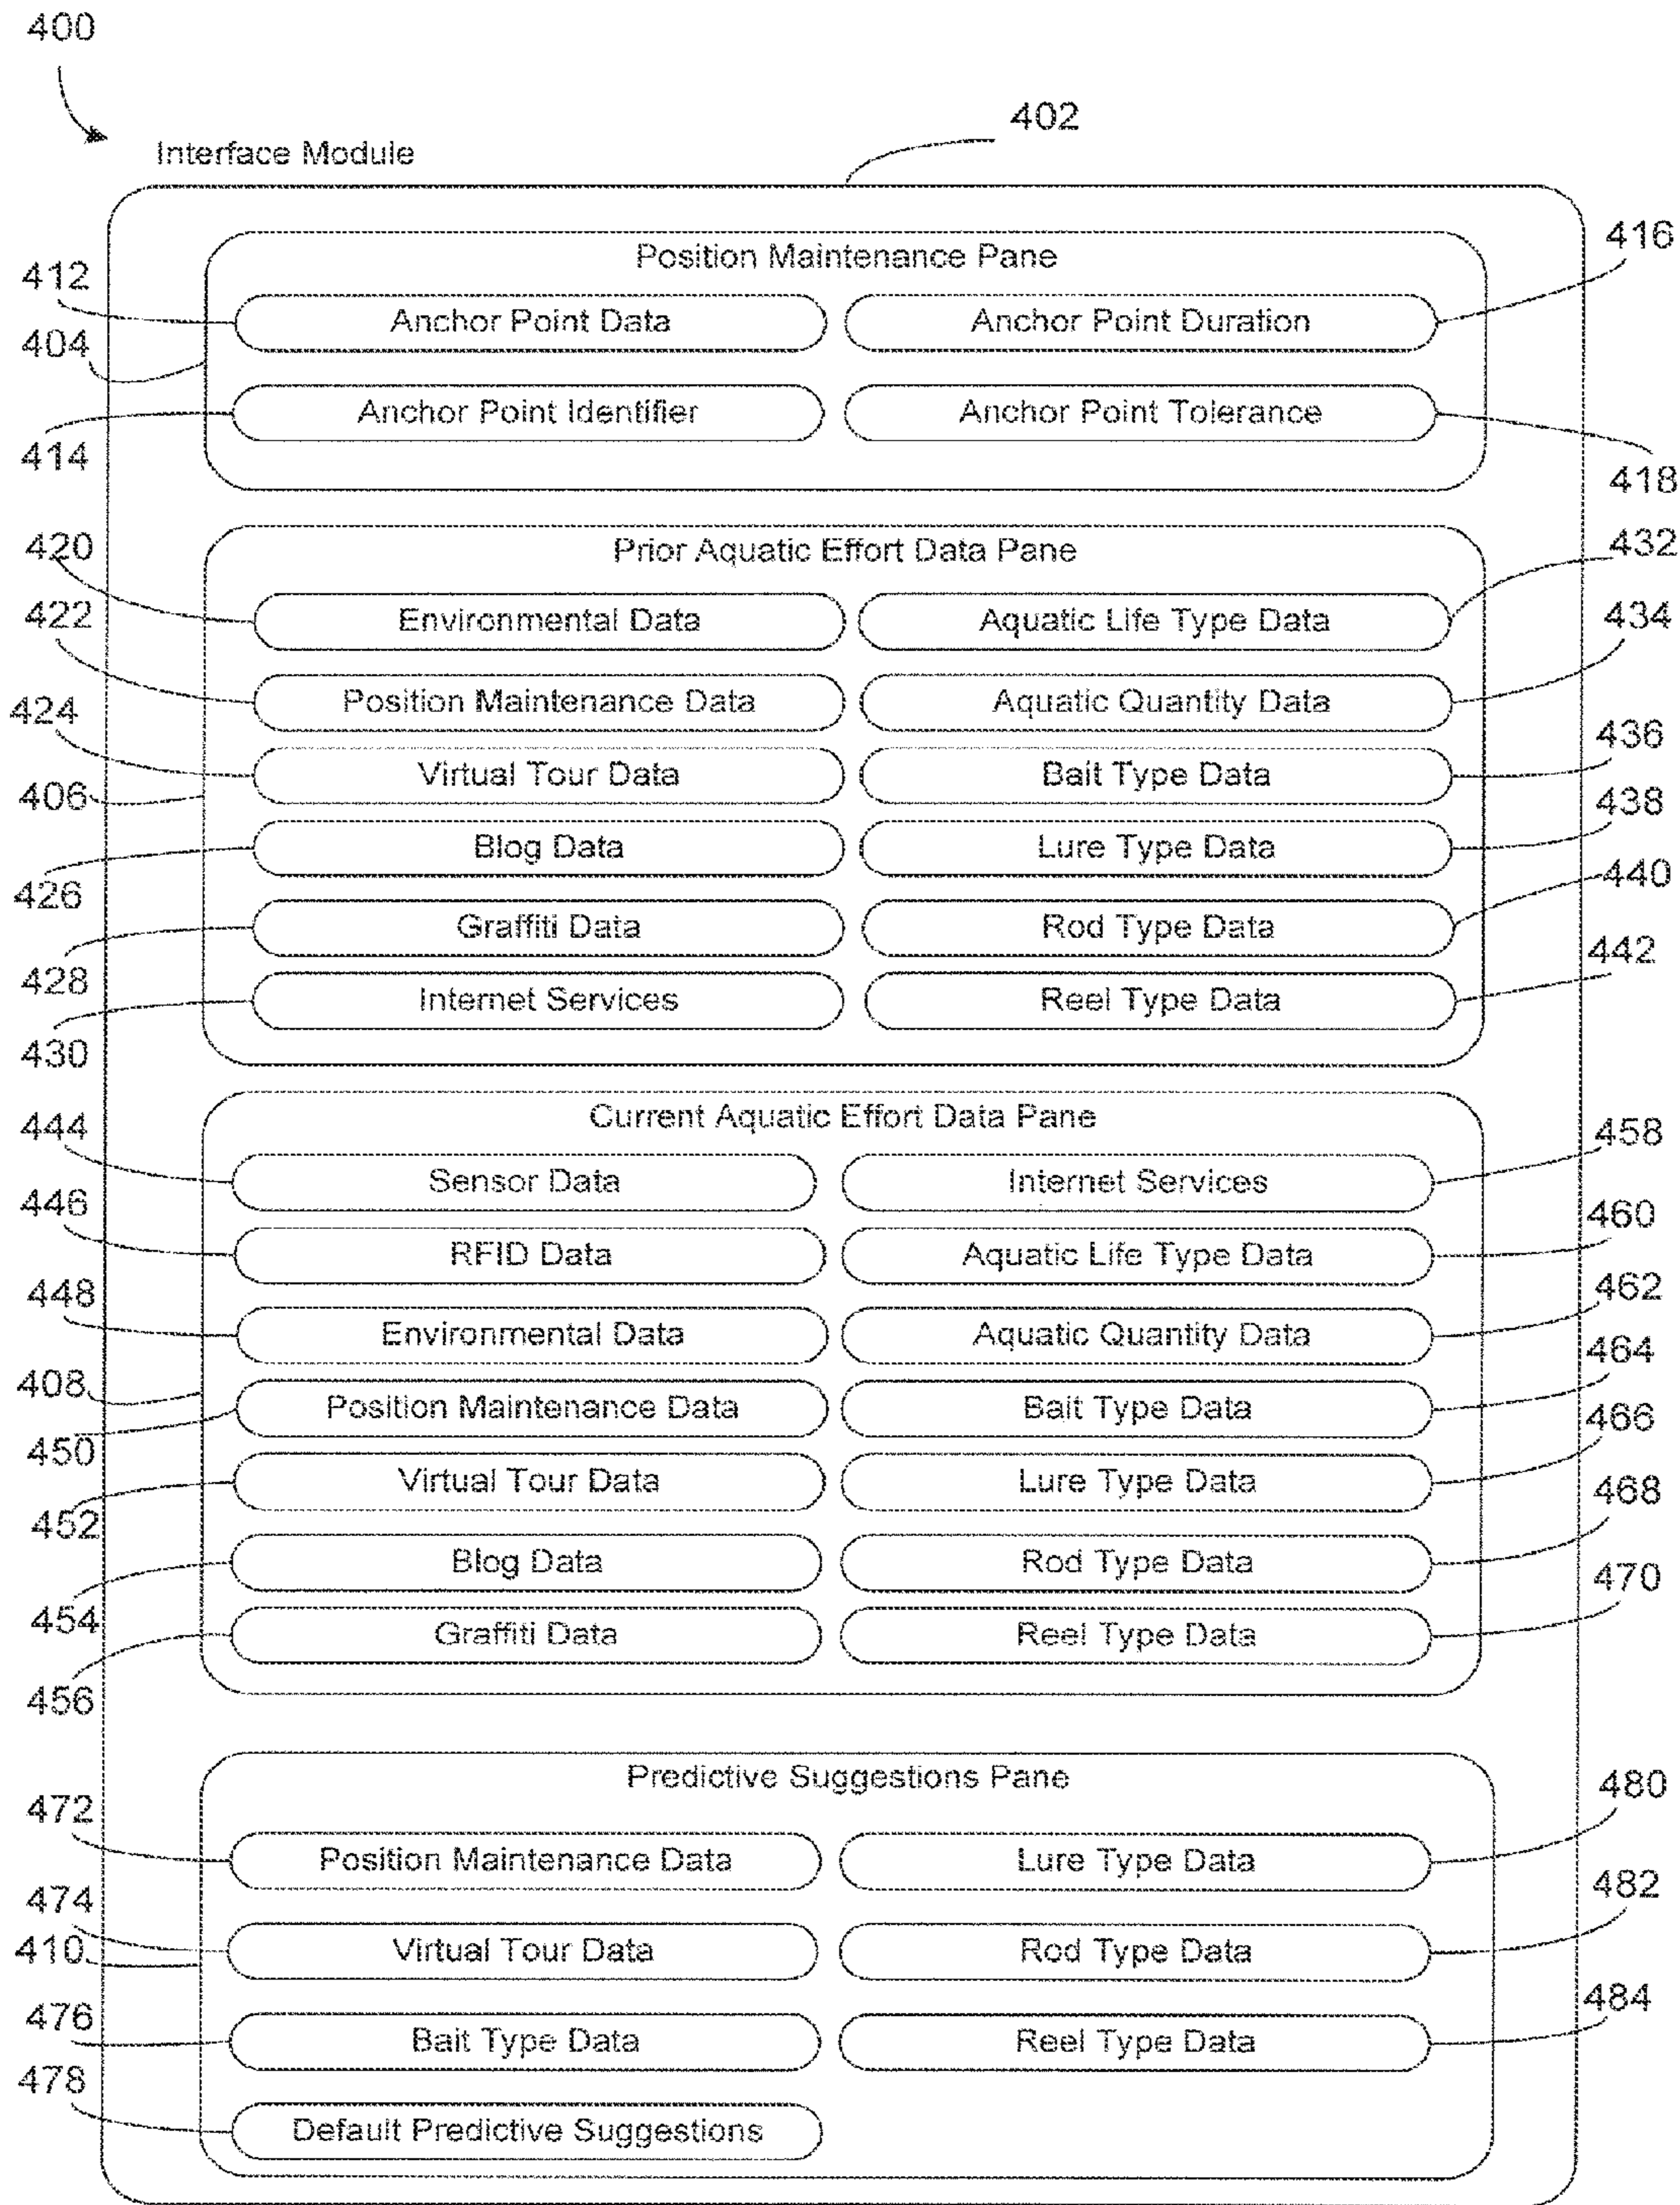 400
402
Interface Module
Position Maintenance Pane
416
412
Anchor Point Data Anchor Point Duration
404
Anchor Point Identifier Anchor Point Tolerance
414
418
420
Prior Aquatic Effort Data Pane
432
422
Environmental Data Aquatic Life Type Data
434
Position Maintenance Data Aquatic Quantity Data
424
436
Virtual Tour Data Bait Type Data
406
438
Blog Data Lure Type Data
426
440
Graffiti Data Rod Type Data
428
442
Internet Services Reel Type Data
430
Current Aquatic Effort Data Pane
444
458
Sensor Data Internet Services
446
460
RFID Data Aquatic Life Type Data
448
462
Environmental Data Aquatic Quantity Data
464
408
Position Maintenance Data Bait Type Data
466
450
Virtual Tour Data Lure Type Data
468
452
Blog Data Rod Type Data
470
454
Graffiti Data Reel Type Data
456
Predictive Suggestions Pane
480
472
Position Maintenance Data Lure Type Data
474
482
410
Virtual Tour Data Rod Type Data
476
484
Bait Type Data Reel Type Data
478
Default Predictive Suggestions